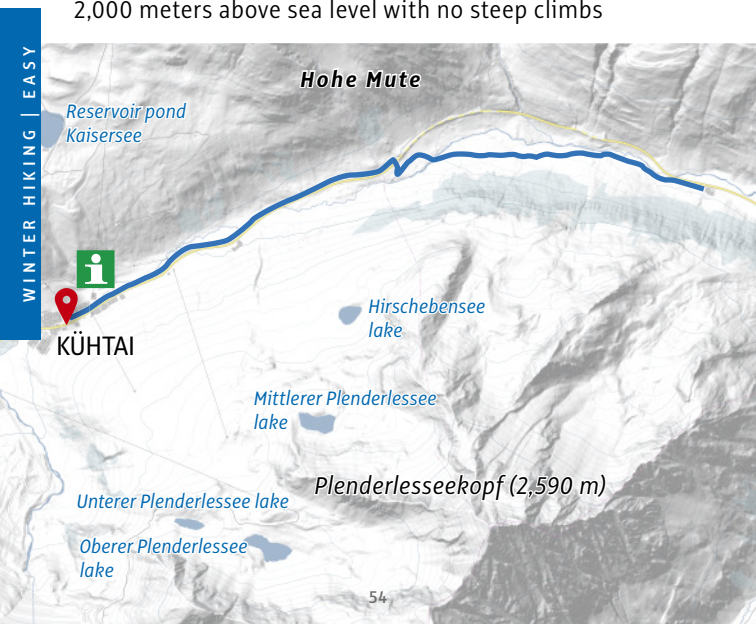 2,000 meters above sea level with no steep climbs
WINTER HIKING | EASY
Hohe Mute
Reservoir pond
Kaisersee
i
KÜHTAI
Hirschebensee
lake
Mittlerer Plenderlessee
lake
Plenderlesseekopf (2,590 m)
Unterer Plenderlessee lake
Oberer Plenderlessee
lake
54